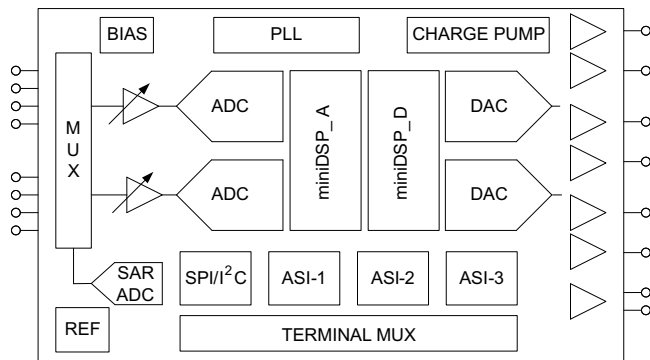 BIAS
PLL
CHARGE PUMP
MUX
ADC
miniDSP_A
miniDSP_D
DAC
ADC
DAC
SAR
ADC
SPI/I²C
ASI-1
ASI-2
ASI-3
REF
TERMINAL MUX